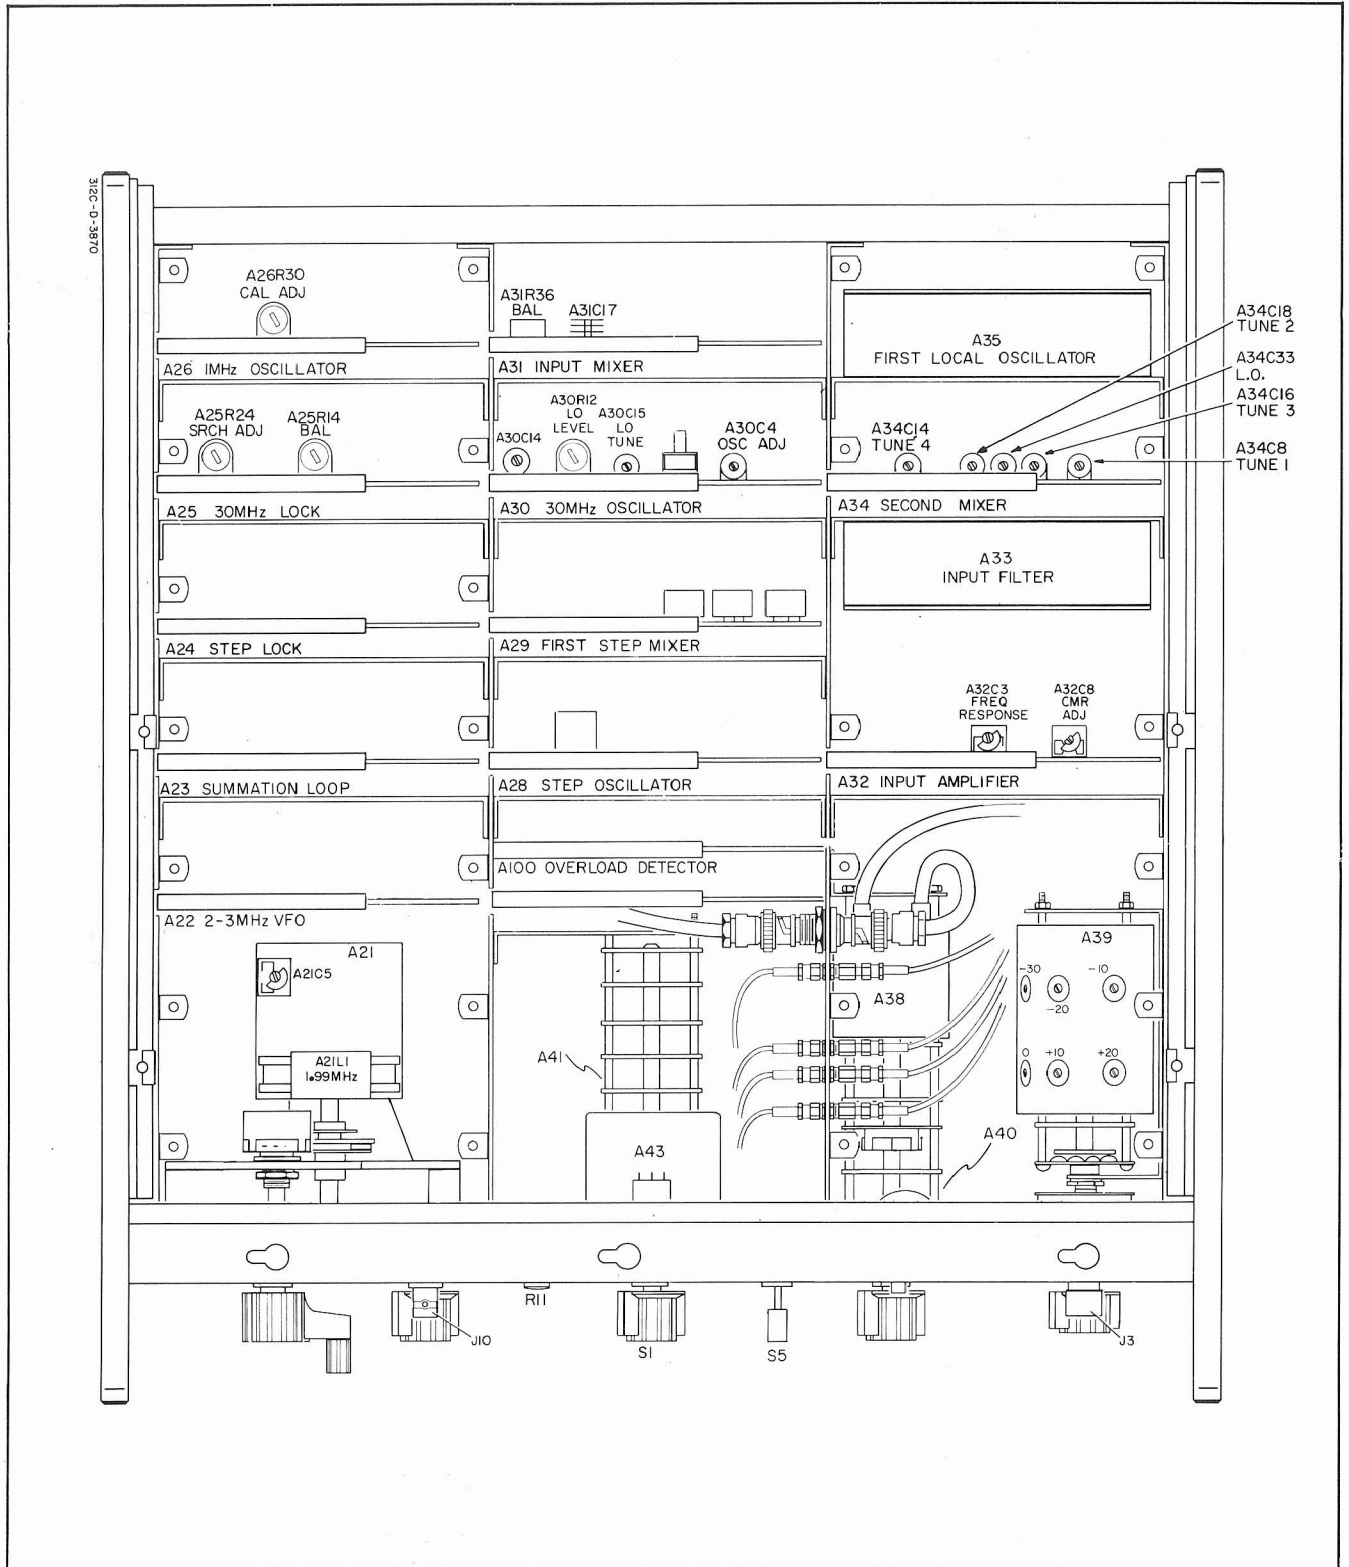 312C-D-3870
A26R30
CAL ADJ
A26 1MHz OSCILLATOR
A31R36
BAL
A31C17
A31 INPUT MIXER
A35
FIRST LOCAL OSCILLATOR
A34C18
TUNE 2
A34C33
L.O.
A34C16
TUNE 3
A34C8
TUNE 1
A25R24
SRCH ADJ
A25R14
BAL
A25 30MHz LOCK
A30C14
A30R12
LO
LEVEL
A30C15
LO
TUNE
A30C4
OSC ADJ
A30 30MHz OSCILLATOR
A34C14
TUNE 4
A34 SECOND MIXER
A33
INPUT FILTER
A24 STEP LOCK
A29 FIRST STEP MIXER
A32C3
FREQ
RESPONSE
A32C8
CMR
ADJ
A23 SUMMATION LOOP
A28 STEP OSCILLATOR
A32 INPUT AMPLIFIER
A100 OVERLOAD DETECTOR
A22 2-3MHz VFO
A21
A21C5
A21L1
1.99MHz
A41
A43
A38
A40
A39
-30
-20
-10
0
+10
+20
J10
R11
S1
S5
J3